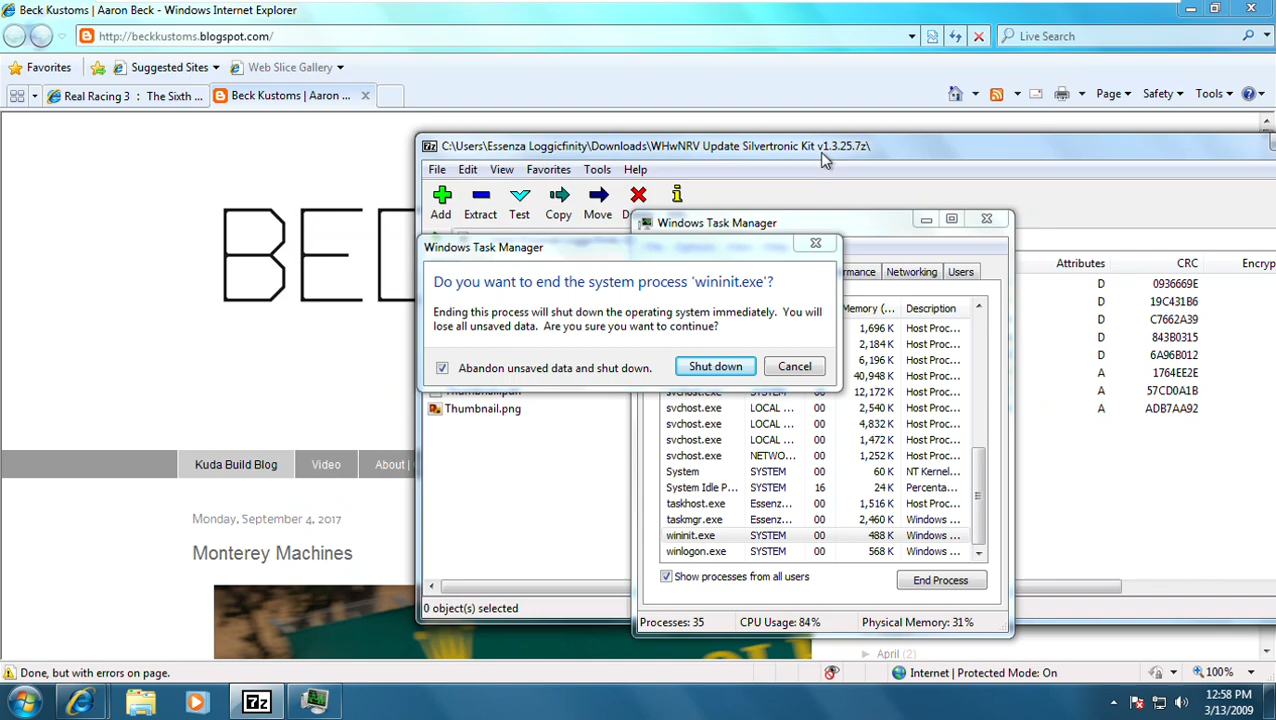 Beck Kustoms | Aaron Beck - Windows Internet Explorer
http://beckkustoms.blogspot.com/
Live Search
Favorites
Suggested Sites
Web Slice Gallery
Real Racing 3 : The Sixth ...
Beck Kustoms | Aaron ...
Page
Safety
Tools
C:\Users\Essenza Loggicfinity\Downloads\WHwNRV Update Silvertronic Kit v1.3.25.7z\
File Edit View Favorites Tools Help
Add Extract Test Copy Move
BEC
Windows Task Manager
Windows Task Manager
Do you want to end the system process 'wininit.exe'?
Ending this process will shut down the operating system immediately. You will
lose all unsaved data. Are you sure you want to continue?
Abandon unsaved data and shut down.
Shut down
Cancel
Networking
Users
Memory (...
Description
1,696 K Host Proc...
2,184 K Host Proc...
6,196 K Host Proc...
40,948 K Host Proc...
svchost.exe 00 12,172 K Host Proc...
svchost.exe LOCAL ... 00 2,540 K Host Proc...
svchost.exe LOCAL ... 00 4,832 K Host Proc...
svchost.exe LOCAL ... 00 1,472 K Host Proc...
svchost.exe NETWO... 00 1,252 K Host Proc...
System SYSTEM 00 60 K NT Kernel...
System Idle P... SYSTEM 16 24 K Percenta...
taskhost.exe Essenz... 00 1,516 K Host Proc...
taskmgr.exe Essenz... 00 2,460 K Windows ...
wininit.exe SYSTEM 00 488 K Windows ...
winlogon.exe SYSTEM 00 568 K Windows ...
Show processes from all users
End Process
Processes: 35
CPU Usage: 84%
Physical Memory: 31%
Attributes CRC Encryp
D 0936669E
D 19C431B6
D C7662A39
D 835B8013
D 6A96B012
A 1764EE2E
A 57CD0A1B
A ADB7AA92
Thumbnail.png
0 object(s) selected
Kuda Build Blog
Video
About |
Monday, September 4, 2017
Monterey Machines
April (2)
Done, but with errors on page.
Internet | Protected Mode: On
100%
7z
12:58 PM
3/13/2009